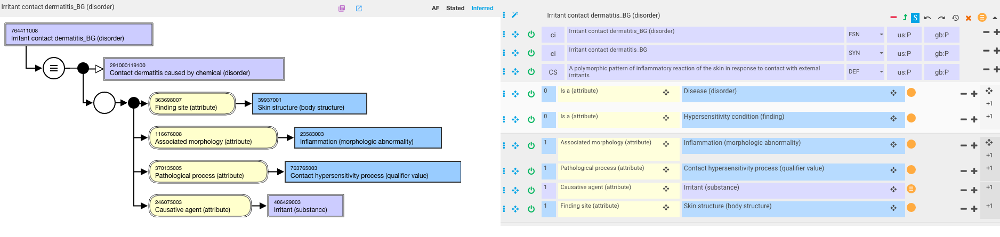 Irritant contact dermatitis_BG (disorder)
AF Stated Inferred
764411008
Irritant contact dermatitis_BG (disorder)
291000119100
Contact dermatitis caused by chemical (disorder)
363698007
Finding site (attribute)
39937001
Skin structure (body structure)
116676008
Associated morphology (attribute)
23583003
Inflammation (morphologic abnormality)
370135005
Pathological process (attribute)
763765003
Contact hypersensitivity process (qualifier value)
246075003
Causative agent (attribute)
406429003
Irritant (substance)
Irritant contact dermatitis_BG (disorder)
S
ci Irritant contact dermatitis_BG (disorder) FSN us:P gb:P
ci Irritant contact dermatitis_BG SYN us:P gb:P
CS A polymorphic pattern of inflammatory reaction of the skin in response to contact with external DEF us:P gb:P
irritants
0 Is a (attribute) Disease (disorder)
+1
0 Is a (attribute) Hypersensitivity condition (finding) +1
1 Associated morphology (attribute) Inflammation (morphologic abnormality)
+1
1 Pathological process (attribute) Contact hypersensitivity process (qualifier value) +1
1 Causative agent (attribute) Irritant (substance) +1
1 Finding site (attribute) Skin structure (body structure) +1